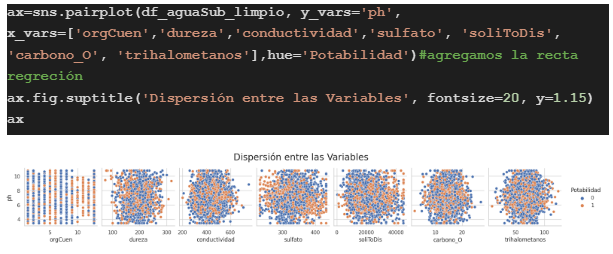 ax=sns.pairplot(df_aguaSub_limpio, y_vars='ph',
x_vars=['orgCuen','dureza','conductividad','sulfato', 'soliToDis',
'carbono_O', 'trihalometanos'],hue='Potabilidad')#agregamos la recta
regreción
ax.fig.suptitle('Dispersión entre las Variables', fontsize=20, y=1.15)
ax
Dispersión entre las Variables
ph
10
8
6
4
5 10
100 200 300
200 400 600
300 400
0 20000 40000
10 20
50 100
orgCuen dureza conductividad sulfato soliToDis carbono_O trihalometanos
Potabilidad
0
1